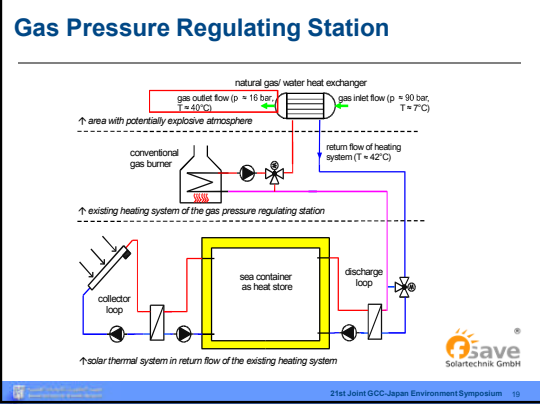 Gas Pressure Regulating Station
natural gas/ water heat exchanger
gas outlet flow (p ≈ 16 bar,
T ≈ 40°C)
gas inlet flow (p ≈ 90 bar,
T ≈ 7°C)
↑ area with potentially explosive atmosphere
conventional
gas burner
return flow of heating
system (T ≈ 42°C)
M
↑ existing heating system of the gas pressure regulating station
sea container
as heat store
discharge
loop
collector
loop
M
↑ solar thermal system in return flow of the existing heating system
fsave
®
Solartechnik GmbH
21st Joint GCC-Japan Environment Symposium 19